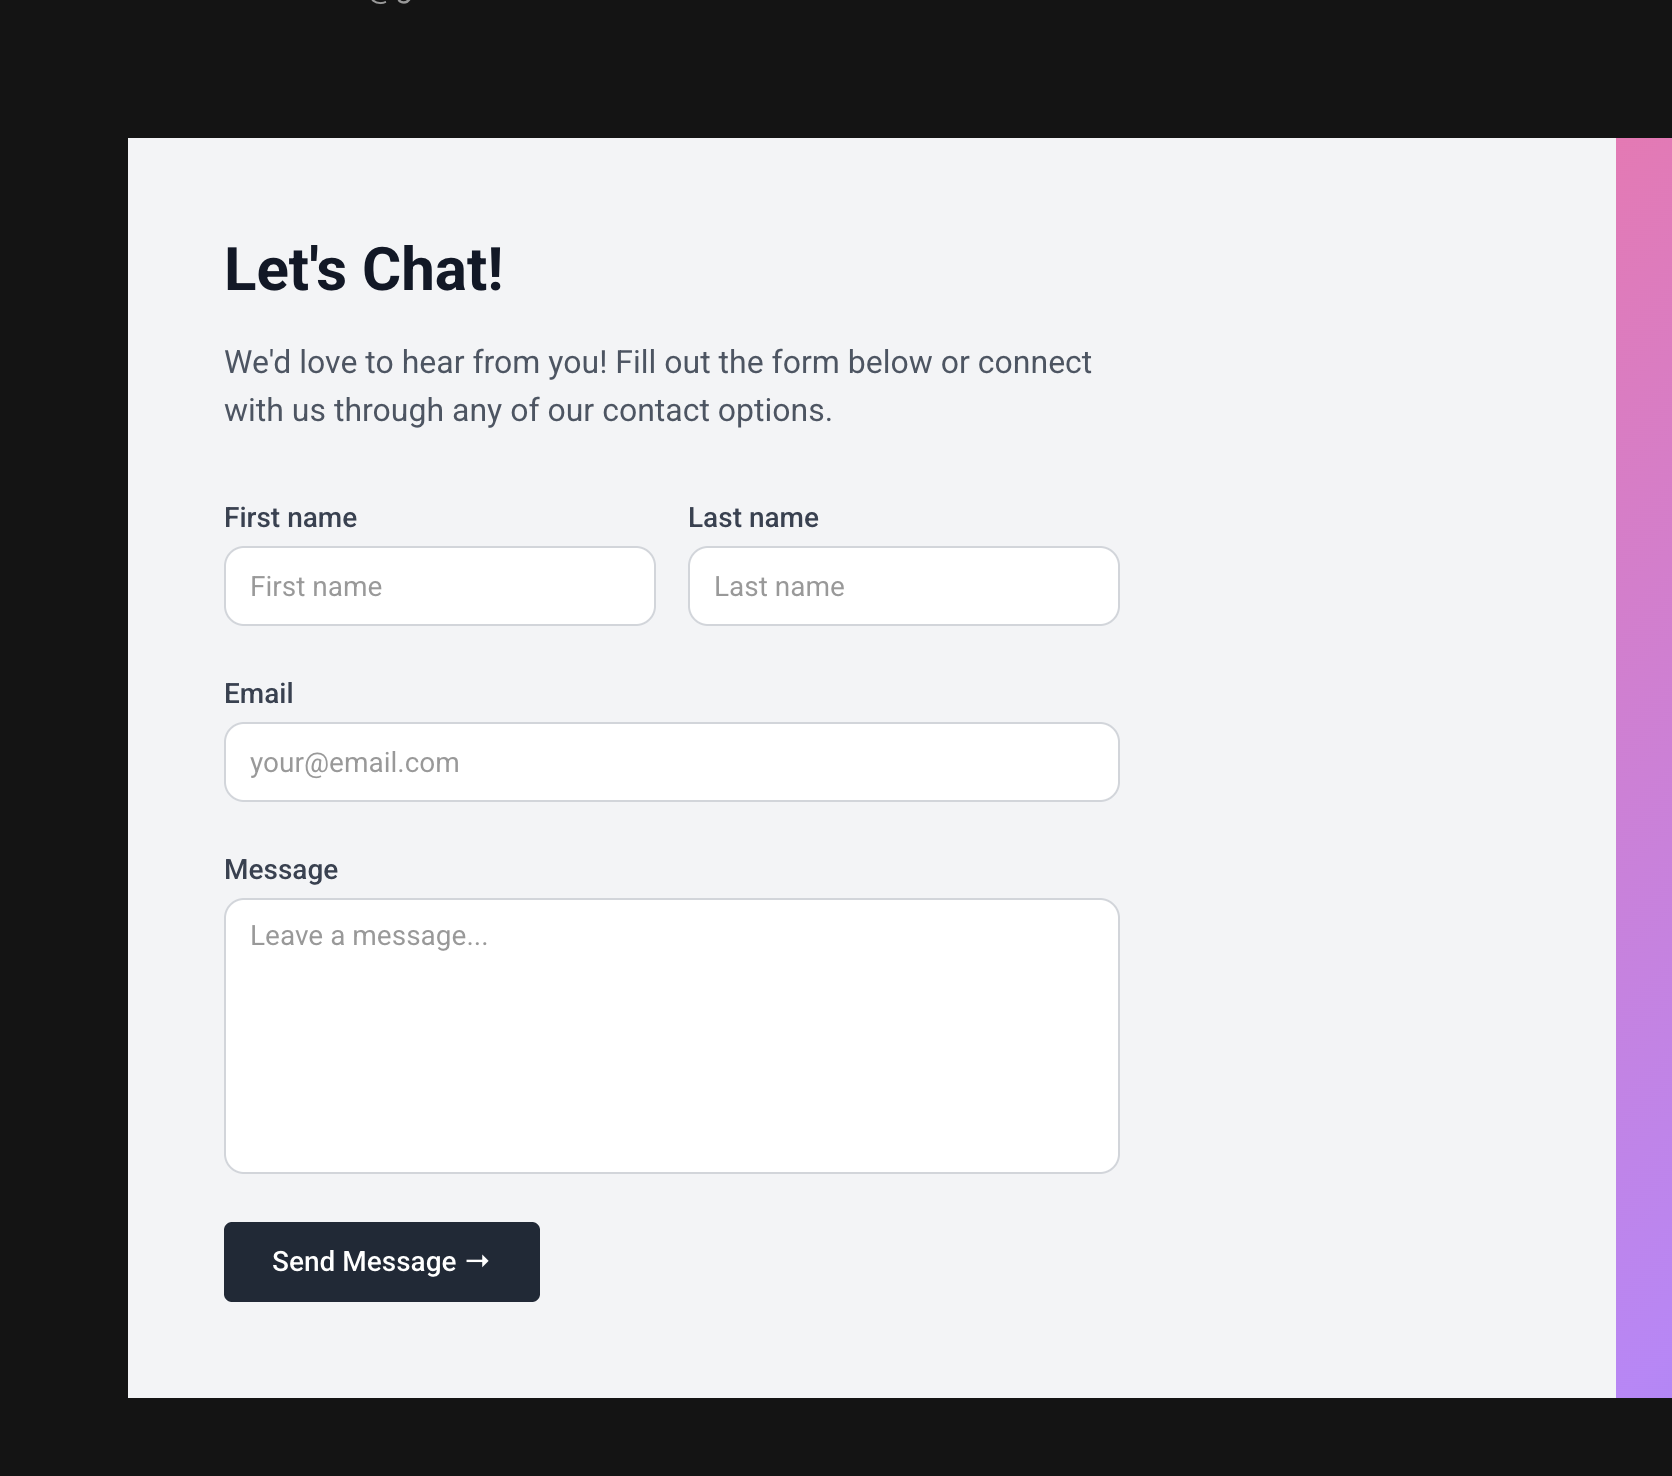 Let's Chat!
We'd love to hear from you! Fill out the form below or connect
with us through any of our contact options.
First name
Last name
First name
Last name
Email
your@email.com
Message
Leave a message...
Send Message →